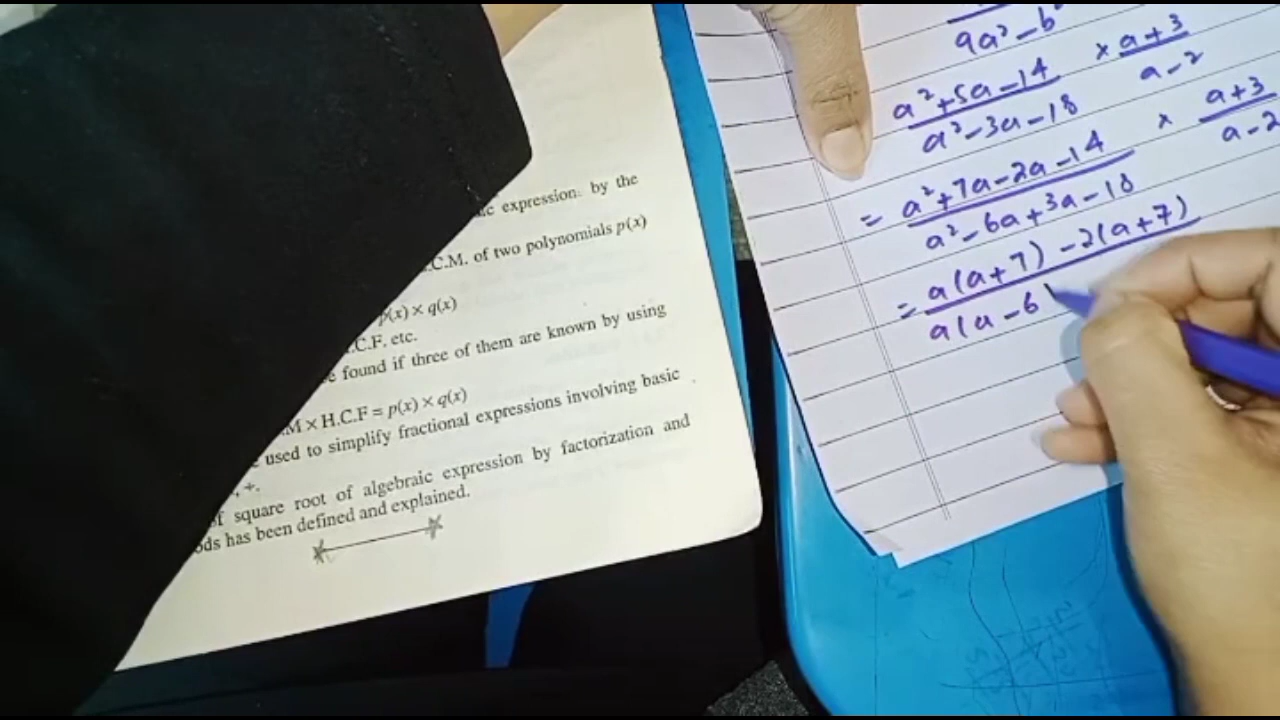 expression: by the
.C.M. of two polynomials p(x)
p(x) × q(x)
.C.F. etc.
found if three of them are known by using
.M × H.C.F = p(x) × q(x)
used to simplify fractional expressions involving basic
, ÷.
of square root of algebraic expression by factorization and
ods has been defined and explained.
9a² - b²
a² + 5a - 14 × a + 3
a² - 3a - 18 a - 2
= a² + 7a - 2a - 14 × a + 3
a² - 6a + 3a - 18 a - 2
= a(a + 7) - 2(a + 7)
a(a - 6